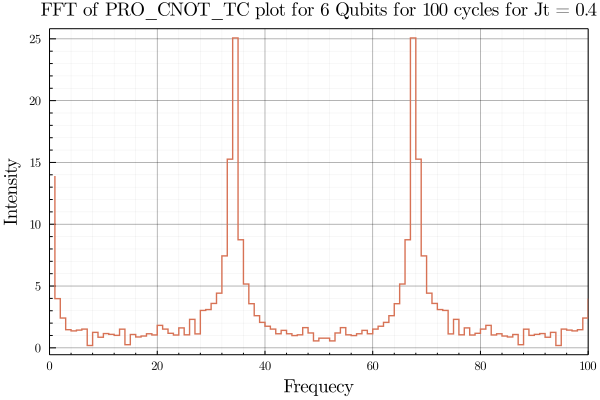 FFT of PRO_CNOT_TC plot for 6 Qubits for 100 cycles for Jt = 0.4
25
20
15
10
5
0
Intensity
0 20 40 60 80 100
Frequecy